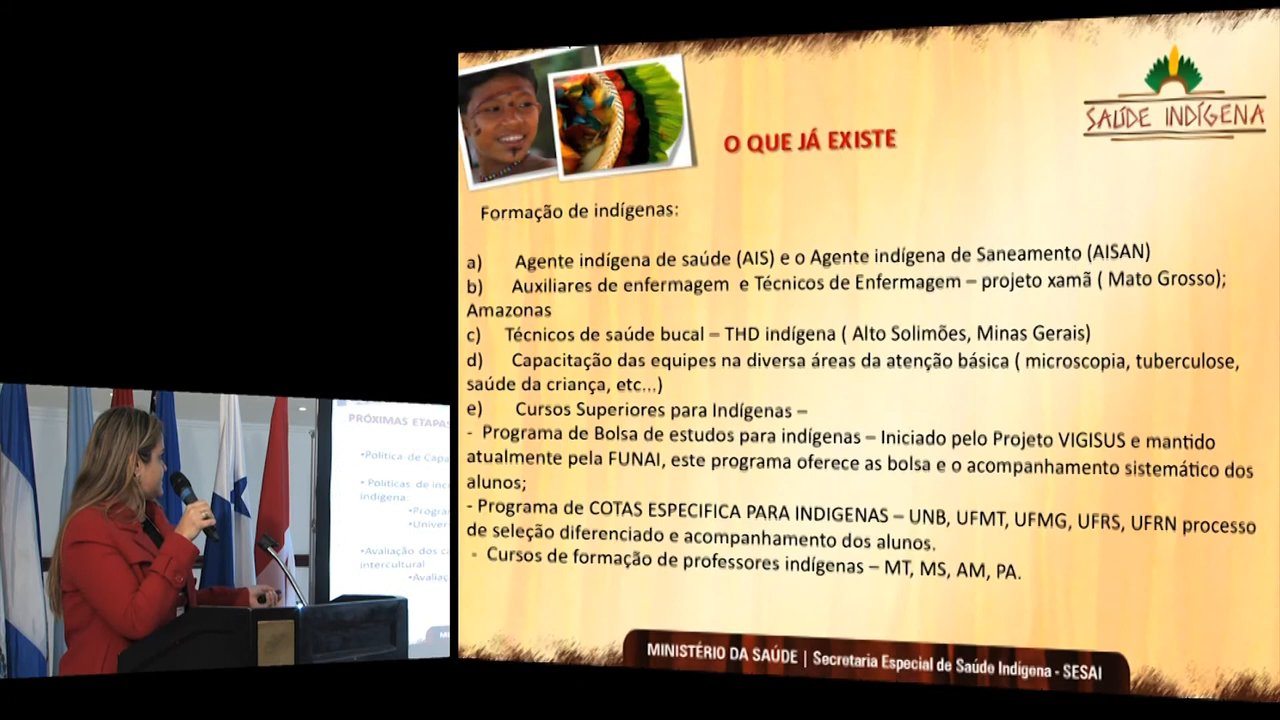 O QUE JÁ EXISTE
SAÚDE INDÍGENA
Formação de indígenas:
a) Agente indígena de saúde (AIS) e o Agente indígena de Saneamento (AISAN)
b) Auxiliares de enfermagem e Técnicos de Enfermagem – projeto xamã ( Mato Grosso);
Amazonas
c) Técnicos de saúde bucal – THD indígena ( Alto Solimões, Minas Gerais)
d) Capacitação das equipes na diversa áreas da atenção básica ( microscopia, tuberculose,
saúde da criança, etc...)
e) Cursos Superiores para Indígenas –
- Programa de Bolsa de estudos para indígenas – Iniciado pelo Projeto VIGISUS e mantido
atualmente pela FUNAI, este programa oferece as bolsa e o acompanhamento sistemático dos
alunos;
- Programa de COTAS ESPECIFICA PARA INDIGENAS – UNB, UFMT, UFMG, UFRS, UFRN processo
de seleção diferenciado e acompanhamento dos alunos.
- Cursos de formação de professores indígenas – MT, MS, AM, PA.
MINISTÉRIO DA SAÚDE | Secretaria Especial de Saúde Indígena - SESAI
PRÓXIMAS ETAPAS
•Política de Capa
•Políticas de inc
indígena:
•Progra
•Univer
•Avaliação dos c
intercultural
•Avaliaç